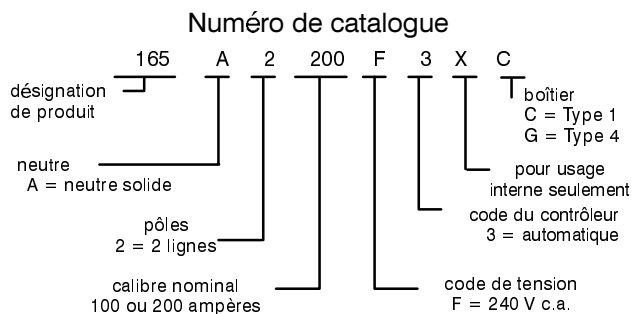 Numéro de catalogue
165 A 2 200 F 3 X C
désignation
de produit
boîtier
C = Type 1
G = Type 4
neutre
A = neutre solide
pour usage
interne seulement
pôles
2 = 2 lignes
code du contrôleur
3 = automatique
calibre nominal
100 ou 200 ampères
code de tension
F = 240 V c.a.